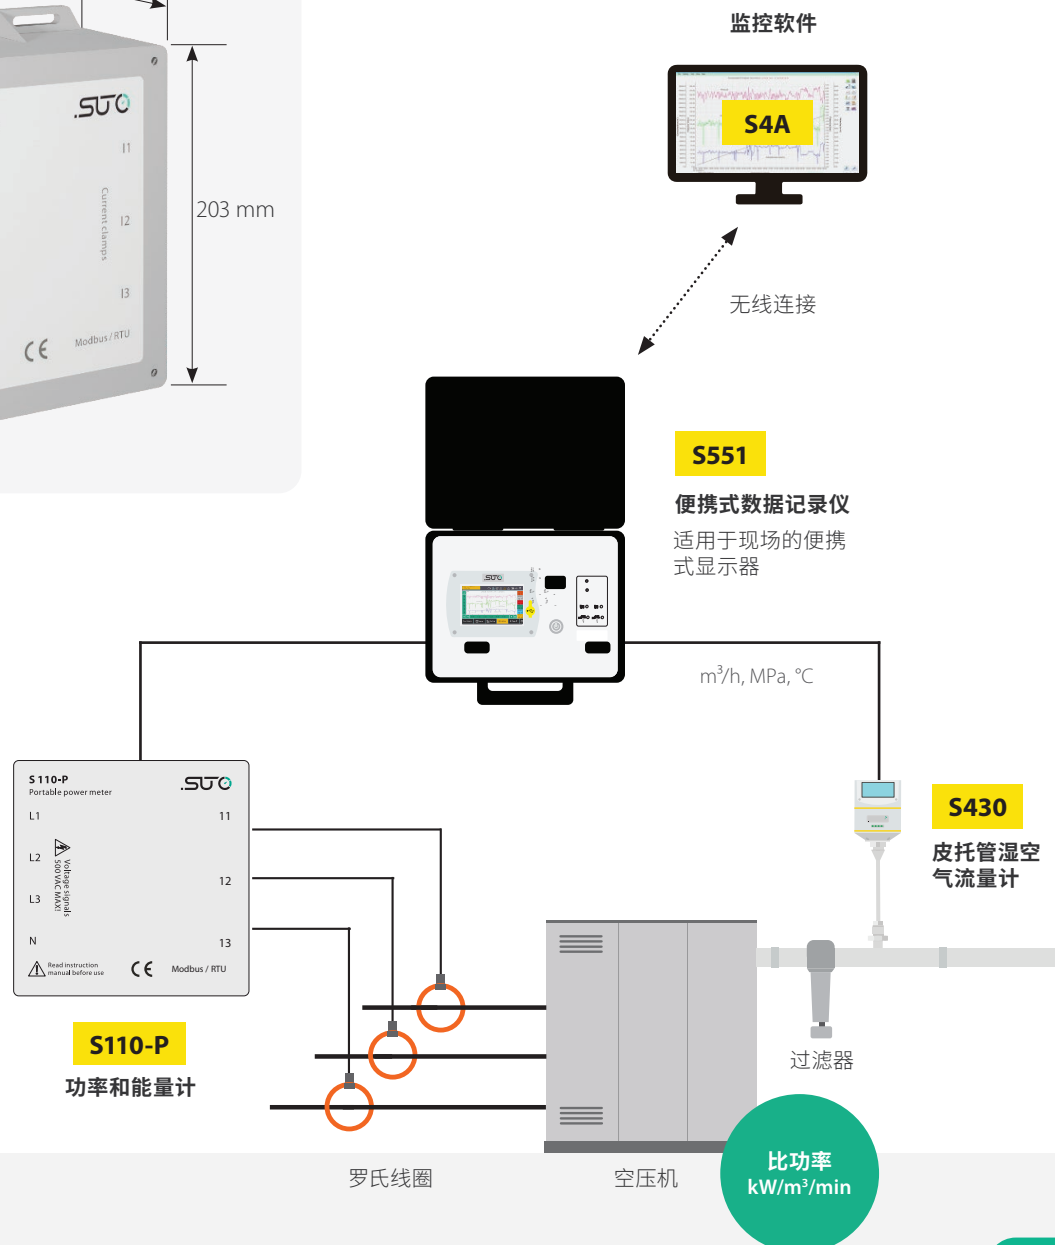 监控软件
.SUTO
I1
Current clamps
I2
203 mm
I3
Modbus / RTU
CE
S4A
无线连接
S551
便携式数据记录仪
适用于现场的便携
式显示器
.SUTO
m³/h, MPa, °C
S110-P
Portable power meter
.SUTO
L1
11
L2
Voltage signals
500 VAC MAX!
12
L3
N
13
Read instruction
manual before use
CE
Modbus / RTU
S430
皮托管湿空
气流量计
S110-P
功率和能量计
过滤器
罗氏线圈
空压机
比功率
kW/m³/min